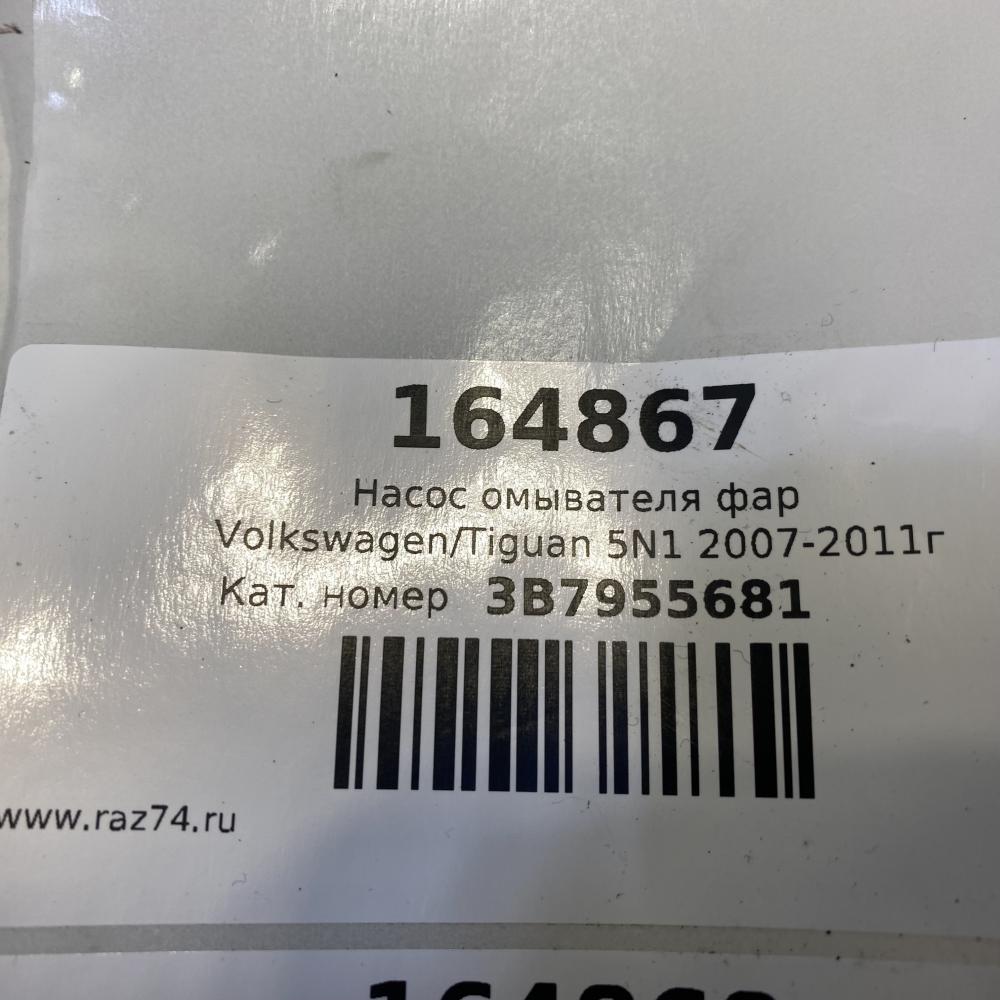 164867
Насос омывателя фар
Volkswagen/Tiguan 5N1 2007-2011г
Кат. номер 3B7955681
www.raz74.ru